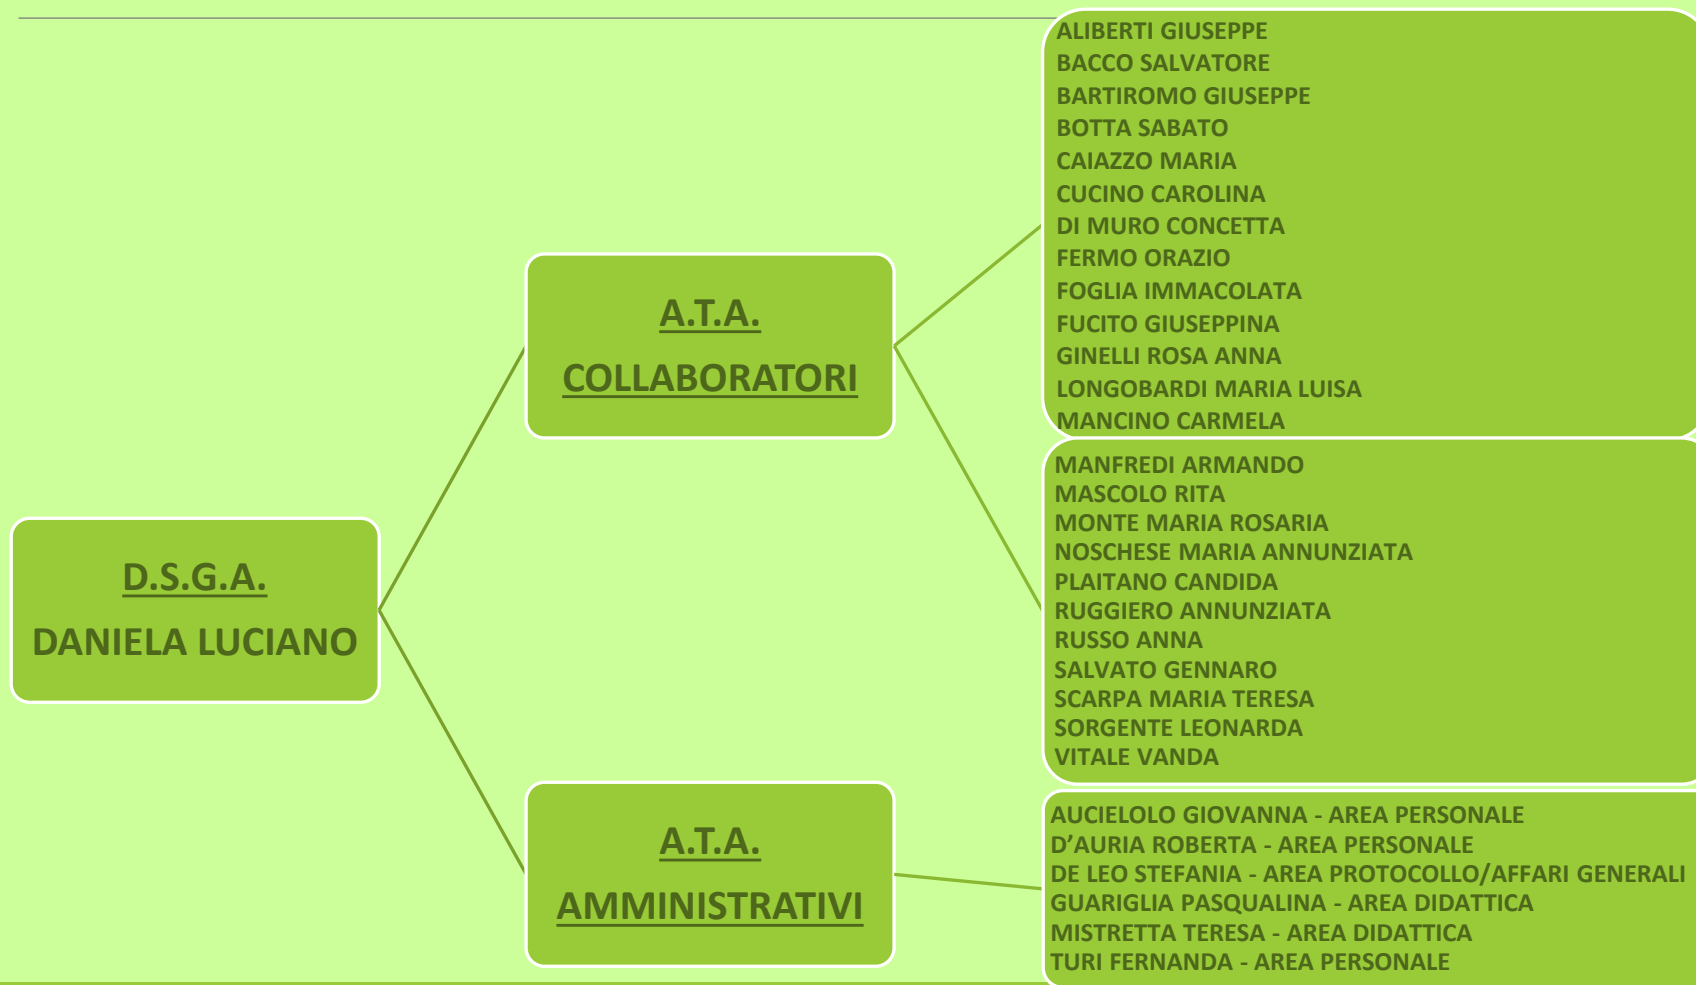 D.S.G.A.
DANIELA LUCIANO
A.T.A.
COLLABORATORI
ALIBERTI GIUSEPPE
BACCO SALVATORE
BARTIROMO GIUSEPPE
BOTTA SABATO
CAIAZZO MARIA
CUCINO CAROLINA
DI MURO CONCETTA
FERMO ORAZIO
FOGLIA IMMACOLATA
FUCITO GIUSEPPINA
GINELLI ROSA ANNA
LONGOBARDI MARIA LUISA
MANCINO CARMELA
MANFREDI ARMANDO
MASCOLO RITA
MONTE MARIA ROSARIA
NOSCHESE MARIA ANNUNZIATA
PLAITANO CANDIDA
RUGGIERO ANNUNZIATA
RUSSO ANNA
SALVATO GENNARO
SCARPA MARIA TERESA
SORGENTE LEONARDA
VITALE VANDA
A.T.A.
AMMINISTRATIVI
AUCIELOLO GIOVANNA - AREA PERSONALE
D’AURIA ROBERTA - AREA PERSONALE
DE LEO STEFANIA - AREA PROTOCOLLO/AFFARI GENERALI
GUARIGLIA PASQUALINA - AREA DIDATTICA
MISTRETTA TERESA - AREA DIDATTICA
TURI FERNANDA - AREA PERSONALE